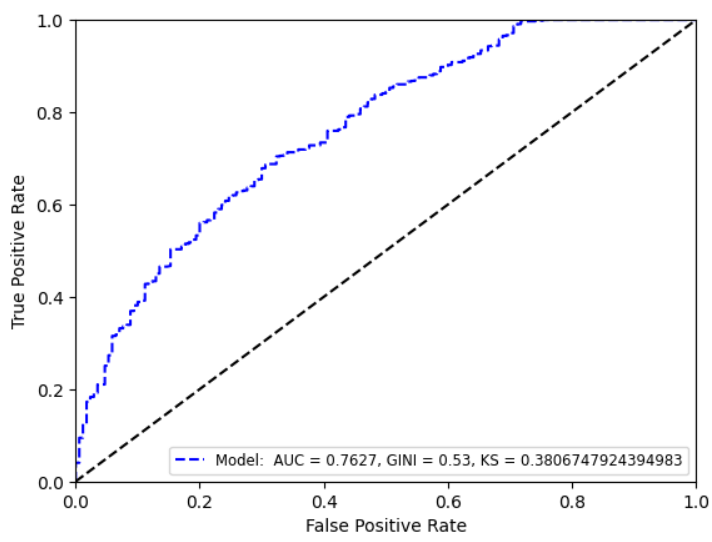 1.0
0.8
0.6
0.4
0.2
0.0
True Positive Rate
Model: AUC = 0.7627, GINI = 0.53, KS = 0.3806747924394983
0.0 0.2 0.4 0.6 0.8 1.0
False Positive Rate